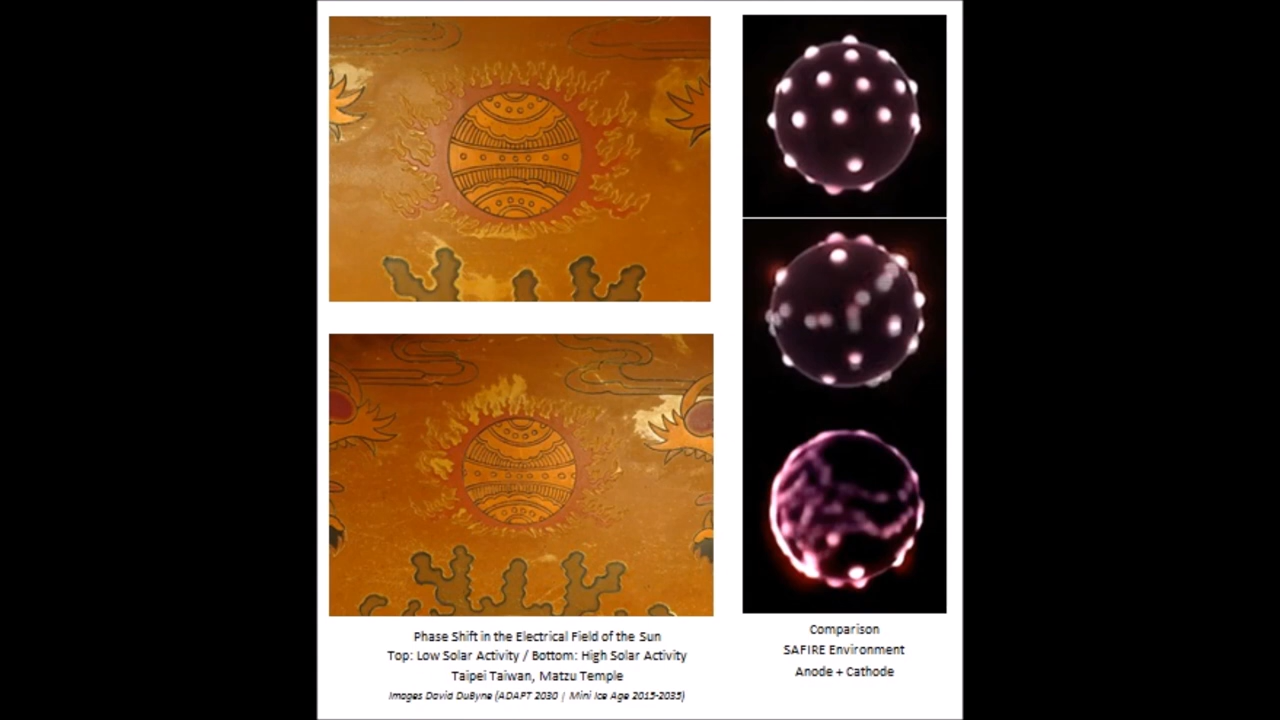 Phase Shift in the Electrical Field of the Sun
Top: Low Solar Activity / Bottom: High Solar Activity
Taipei Taiwan, Matzu Temple
Images David DuByne (ADAPT 2030 | Mini Ice Age 2015-2035)
Comparison
SAFIRE Environment
Anode + Cathode